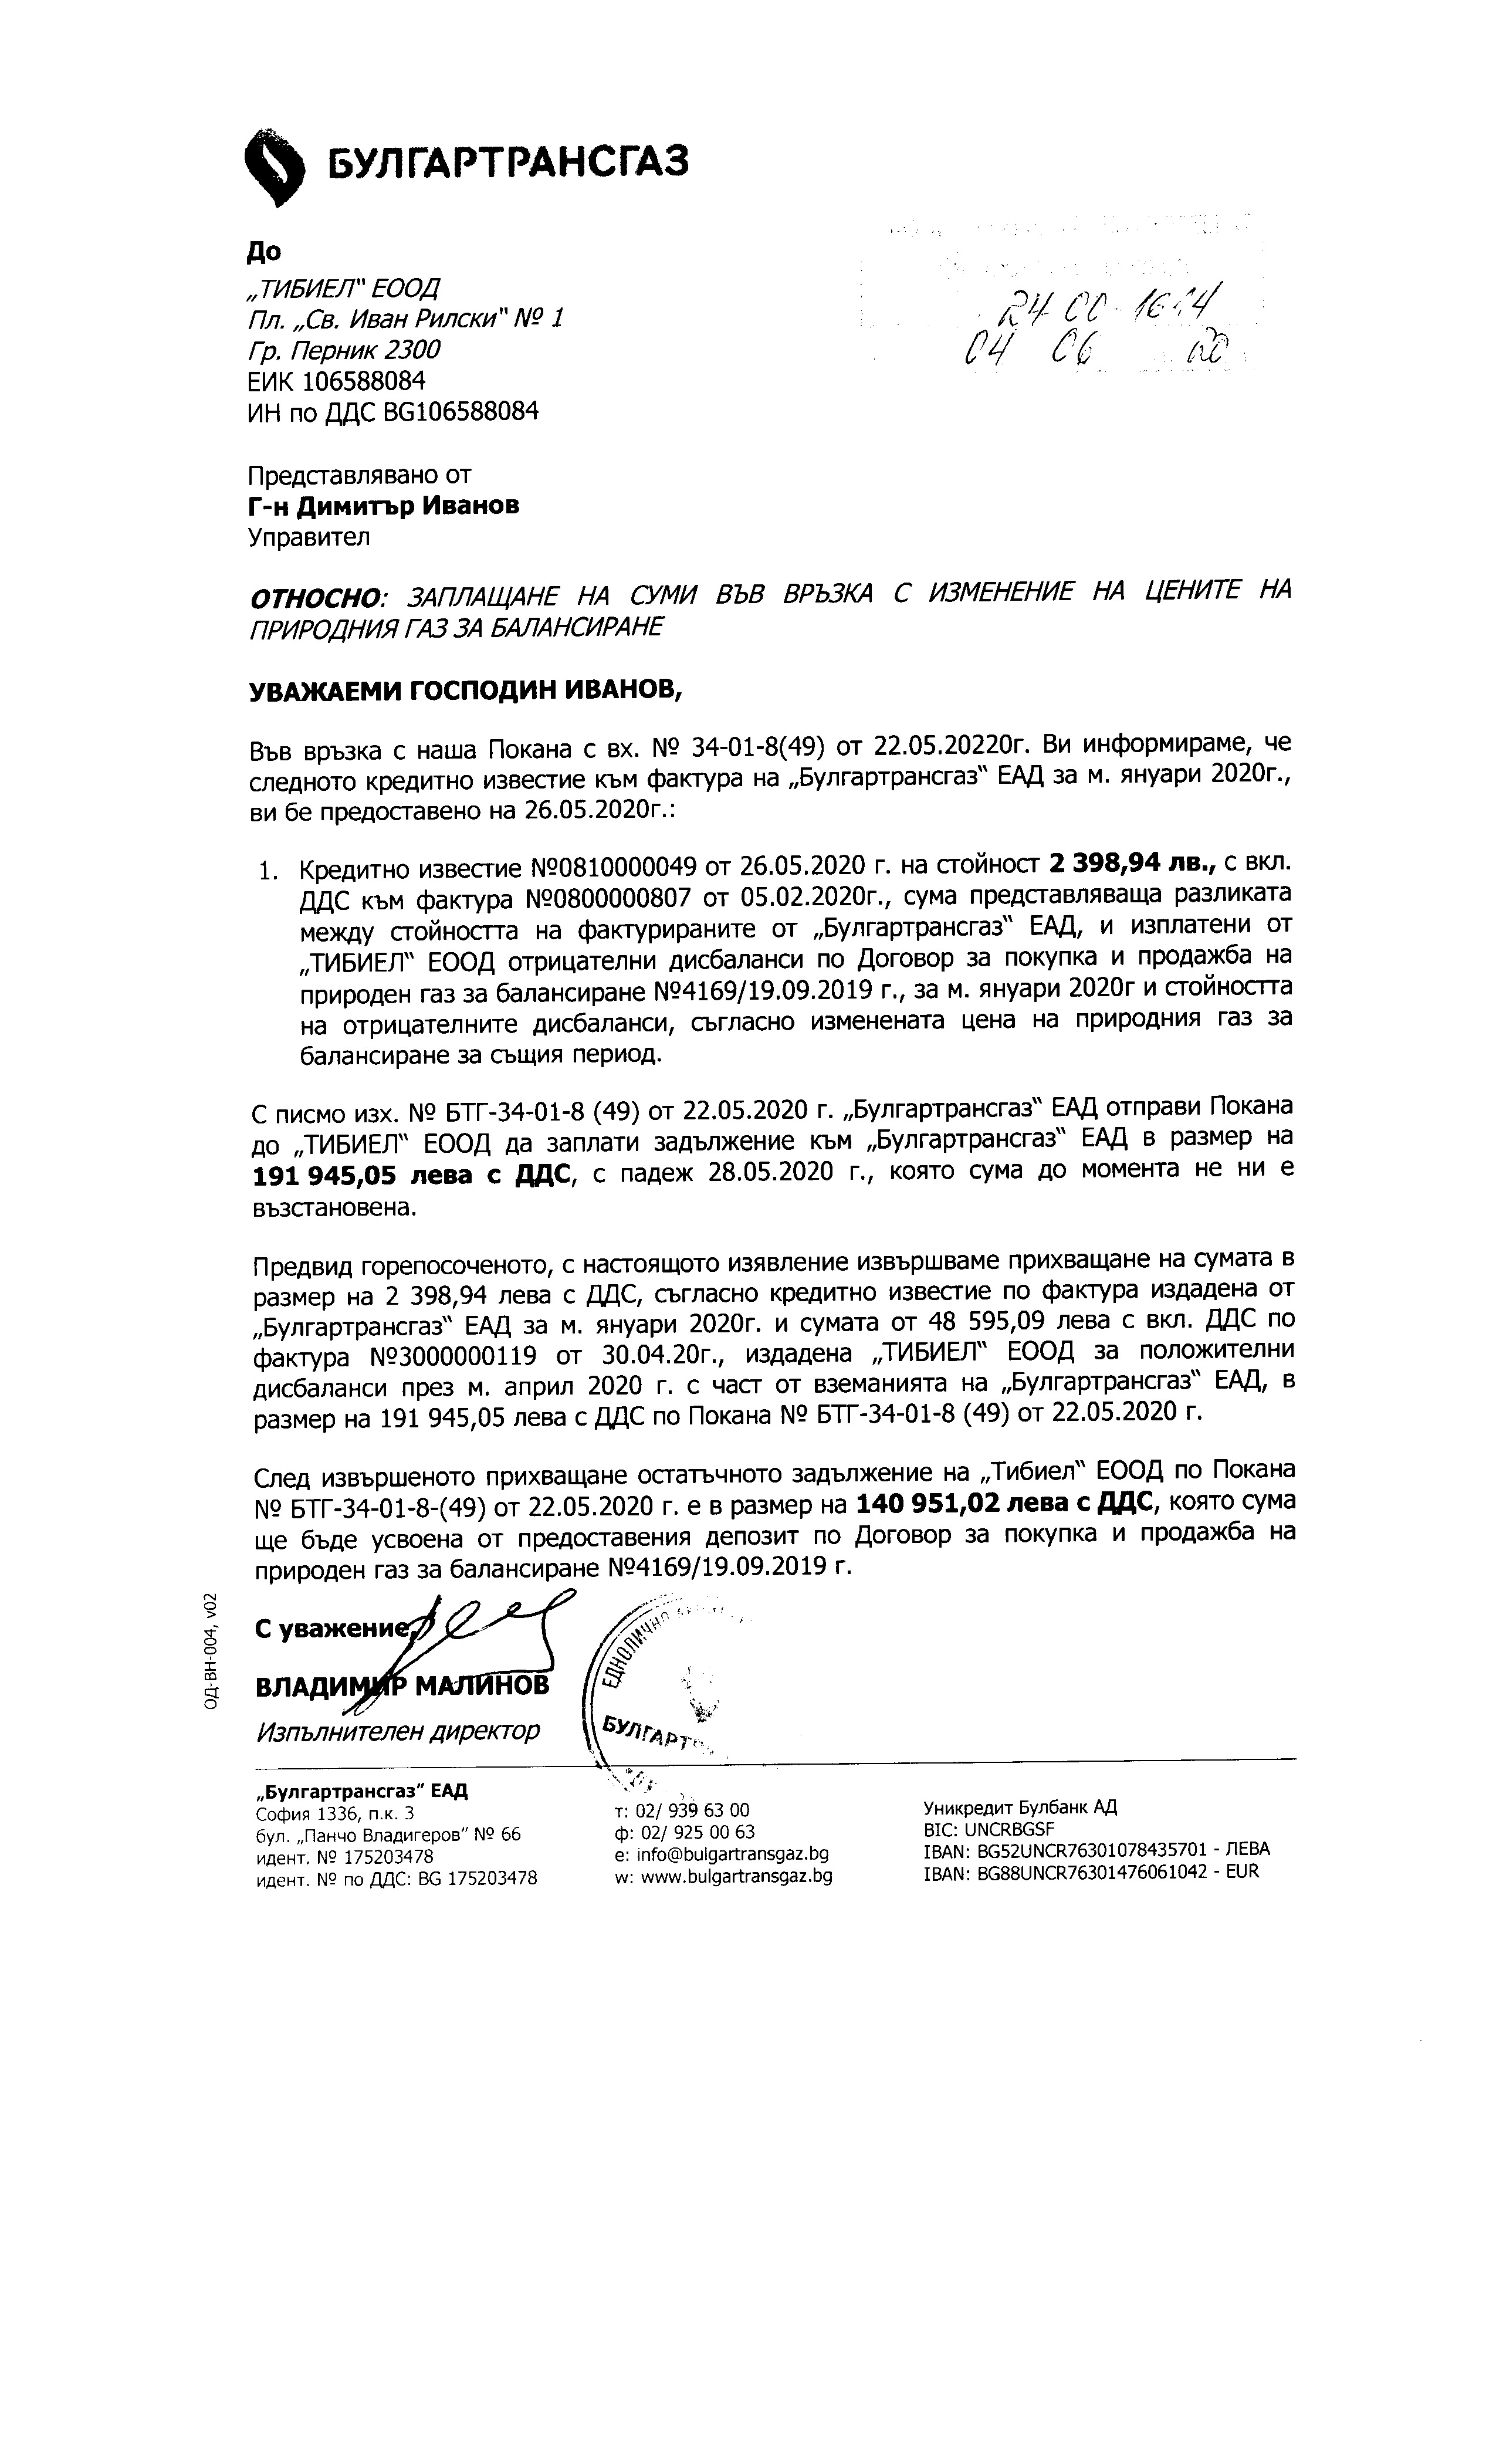 БУЛГАРТРАНСГАЗ
До
„ТИБИЕЛ" ЕООД
Пл. „Св. Иван Рилски" № 1
Гр. Перник 2300
ЕИК 106588084
ИН по ДДС BG106588084
04 06 20
Представлявано от
Г-н Димитър Иванов
Управител
ОТНОСНО: ЗАПЛАЩАНЕ НА СУМИ ВЪВ ВРЪЗКА С ИЗМЕНЕНИЕ НА ЦЕНИТЕ НА
ПРИРОДНИЯ ГАЗ ЗА БАЛАНСИРАНЕ
УВАЖАЕМИ ГОСПОДИН ИВАНОВ,
Във връзка с наша Покана с вх. № 34-01-8(49) от 22.05.20220г. Ви информираме, че
следното кредитно известие към фактура на „Булгартрансгаз" ЕАД за м. януари 2020г.,
ви бе предоставено на 26.05.2020г.:
1. Кредитно известие №0810000049 от 26.05.2020 г. на стойност 2 398,94 лв., с вкл.
ДДС към фактура №0800000807 от 05.02.2020г., сума представляваща разликата
между стойността на фактурираните от „Булгартрансгаз" ЕАД, и изплатени от
„ТИБИЕЛ" ЕООД отрицателни дисбаланси по Договор за покупка и продажба на
природен газ за балансиране №4169/19.09.2019 г., за м. януари 2020г и стойността
на отрицателните дисбаланси, съгласно изменената цена на природния газ за
балансиране за същия период.
С писмо изх. № БТГ-34-01-8 (49) от 22.05.2020 г. „Булгартрансгаз" ЕАД отправи Покана
до „ТИБИЕЛ" ЕООД да заплати задължение към „Булгартрансгаз" ЕАД в размер на
191 945,05 лева с ДДС, с падеж 28.05.2020 г., която сума до момента не ни е
възстановена.
Предвид горепосоченото, с настоящото изявление извършваме прихващане на сумата в
размер на 2 398,94 лева с ДДС, съгласно кредитно известие по фактура издадена от
„Булгартрансгаз" ЕАД за м. януари 2020г. и сумата от 48 595,09 лева с вкл. ДДС по
фактура №3000000119 от 30.04.20г., издадена „ТИБИЕЛ" ЕООД за положителни
дисбаланси през м. април 2020 г. с част от вземанията на „Булгартрансгаз" ЕАД, в
размер на 191 945,05 лева с ДДС по Покана № БТГ-34-01-8 (49) от 22.05.2020 г.
След извършеното прихващане остатъчното задължение на „Тибиел" ЕООД по Покана
№ БТГ-34-01-8-(49) от 22.05.2020 г. е в размер на 140 951,02 лева с ДДС, която сума
ще бъде усвоена от предоставения депозит по Договор за покупка и продажба на
природен газ за балансиране №4169/19.09.2019 г.
С уважение,
ВЛАДИМИР МАЛИНОВ
Изпълнителен директор
ЕДНОЛИЧНО
ОД-ВН-004, v02
„Булгартрансгаз" ЕАД
София 1336, п.к. 3
бул. „Панчо Владигеров" № 66
идент. № 175203478
идент. № по ДДС: BG 175203478
т: 02/ 939 63 00
ф: 02/ 925 00 63
e: info@bulgartransgaz.bg
w: www.bulgartransgaz.bg
Уникредит Булбанк АД
BIC: UNCRBGSF
IBAN: BG52UNCR76301078435701 - ЛЕВА
IBAN: BG88UNCR76301476061042 - EUR